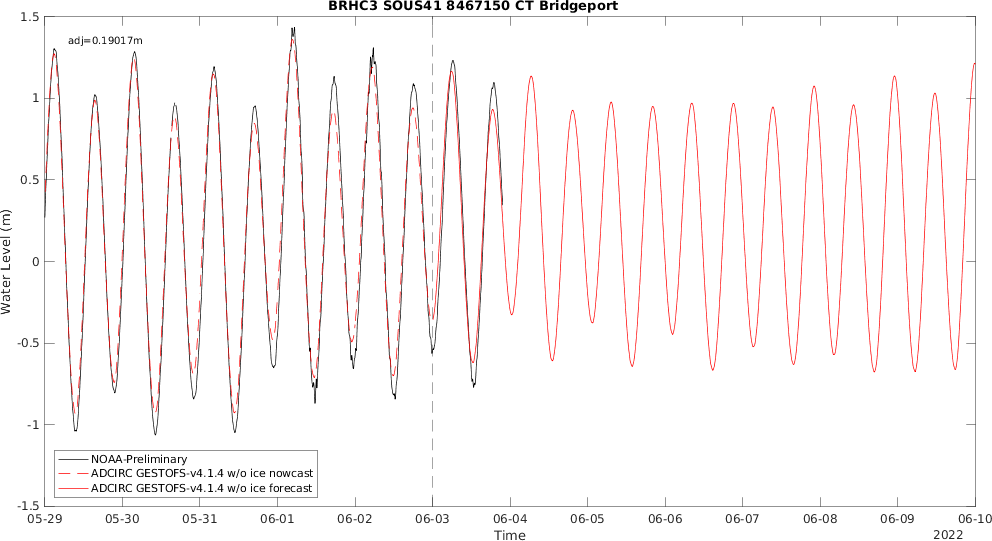 BRHC3 SOUS41 8467150 CT Bridgeport
adj=0.19017m
1.5
1
0.5
0
-0.5
-1
-1.5
Water Level (m)
NOAA-Preliminary
ADCIRC GESTOFS-v4.1.4 w/o ice nowcast
ADCIRC GESTOFS-v4.1.4 w/o ice forecast
05-29 05-30 05-31 06-01 06-02 06-03 06-04 06-05 06-06 06-07 06-08 06-09 06-10
Time
2022